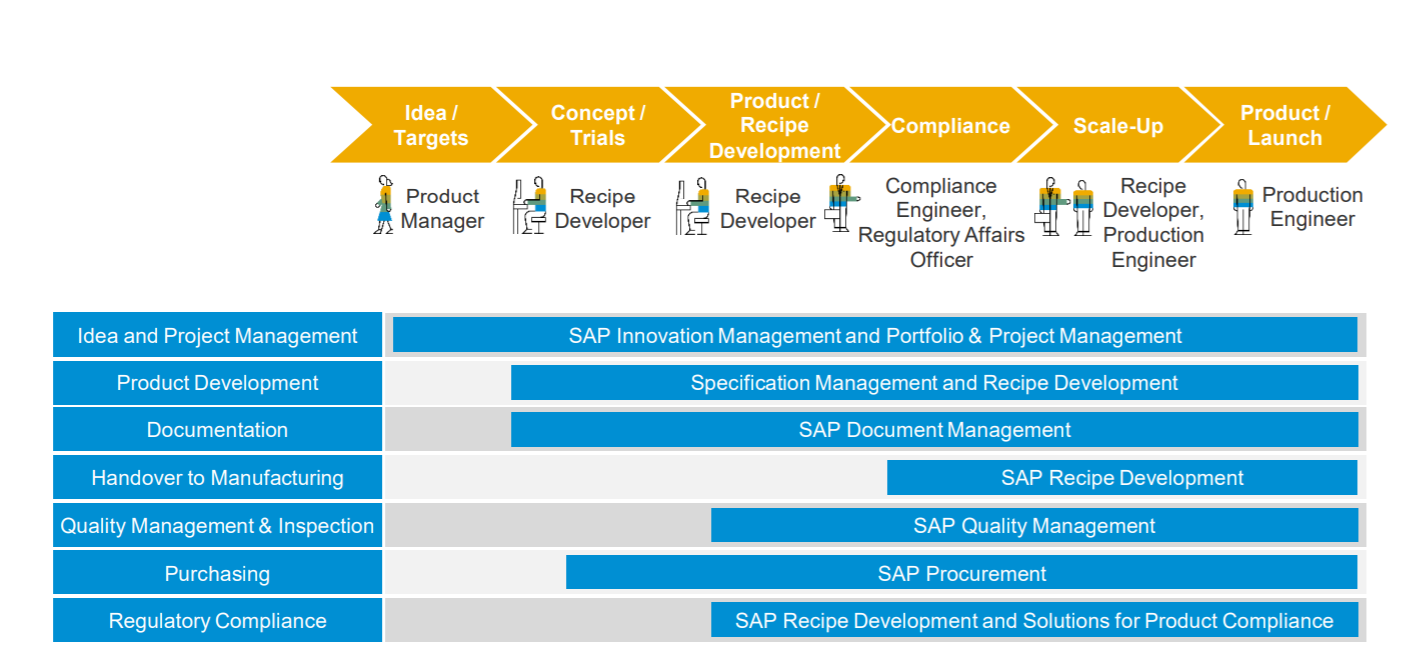 Idea /
Targets
Concept /
Trials
Product /
Recipe
Development
Compliance
Scale-Up
Product /
Launch
Product
Manager
Recipe
Developer
Recipe
Developer
Compliance
Engineer,
Regulatory Affairs
Officer
Recipe
Developer,
Production
Engineer
Production
Engineer
Idea and Project Management
SAP Innovation Management and Portfolio & Project Management
Product Development
Specification Management and Recipe Development
Documentation
SAP Document Management
Handover to Manufacturing
SAP Recipe Development
Quality Management & Inspection
SAP Quality Management
Purchasing
SAP Procurement
Regulatory Compliance
SAP Recipe Development and Solutions for Product Compliance